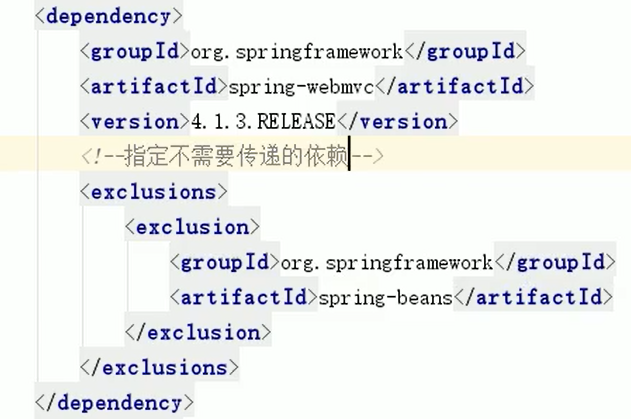 <dependency>
<groupId>org.springframework</groupId>
<artifactId>spring-webmvc</artifactId>
<version>4.1.3.RELEASE</version>
<!--指定不需要传递的依赖-->
<exclusions>
<exclusion>
<groupId>org.springframework</groupId>
<artifactId>spring-beans</artifactId>
</exclusion>
</exclusions>
</dependency>